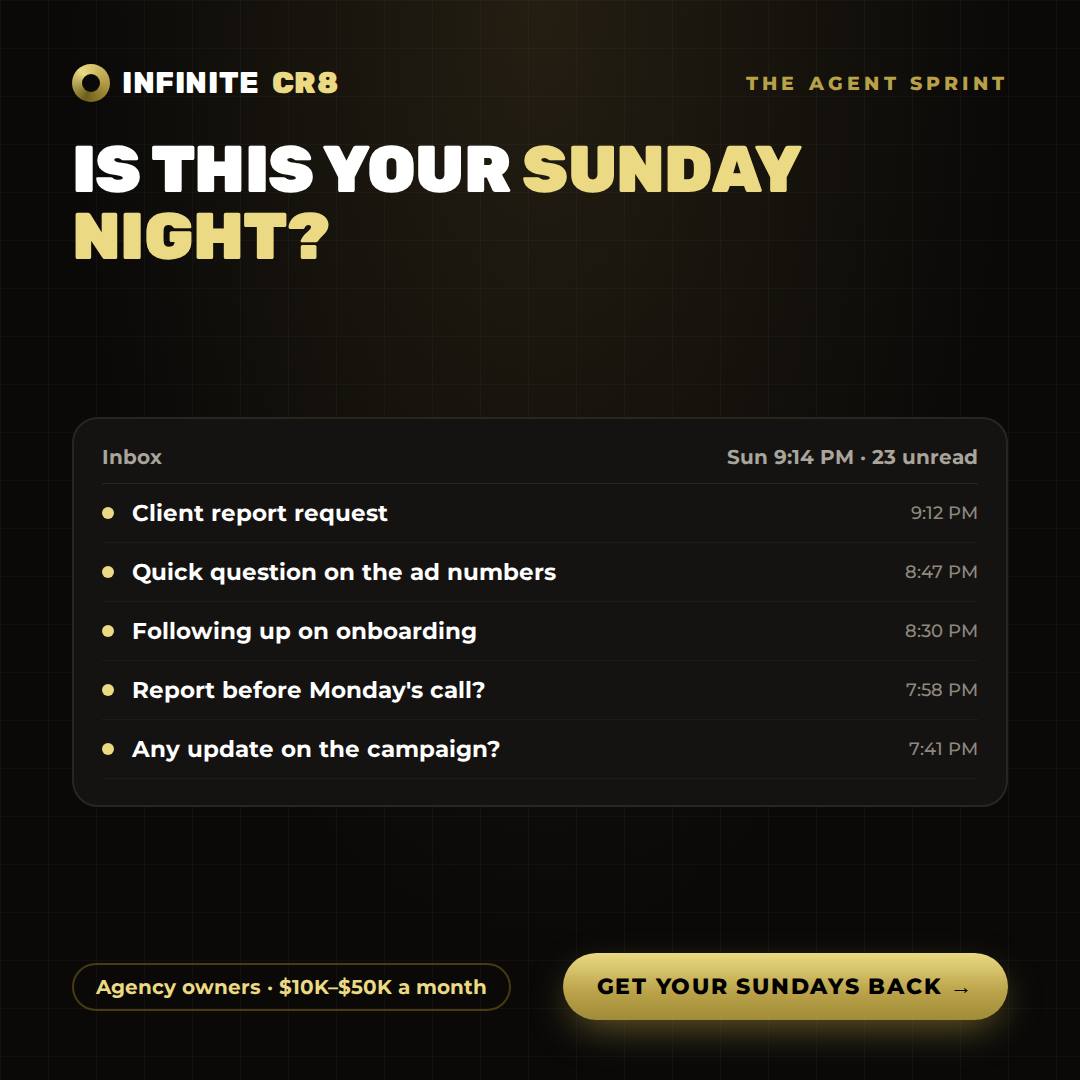 INFINITE CR8
THE AGENT SPRINT
IS THIS YOUR SUNDAY
NIGHT?
Inbox
Sun 9:14 PM · 23 unread
Client report request
9:12 PM
Quick question on the ad numbers
8:47 PM
Following up on onboarding
8:30 PM
Report before Monday's call?
7:58 PM
Any update on the campaign?
7:41 PM
Agency owners · $10K–$50K a month
GET YOUR SUNDAYS BACK →